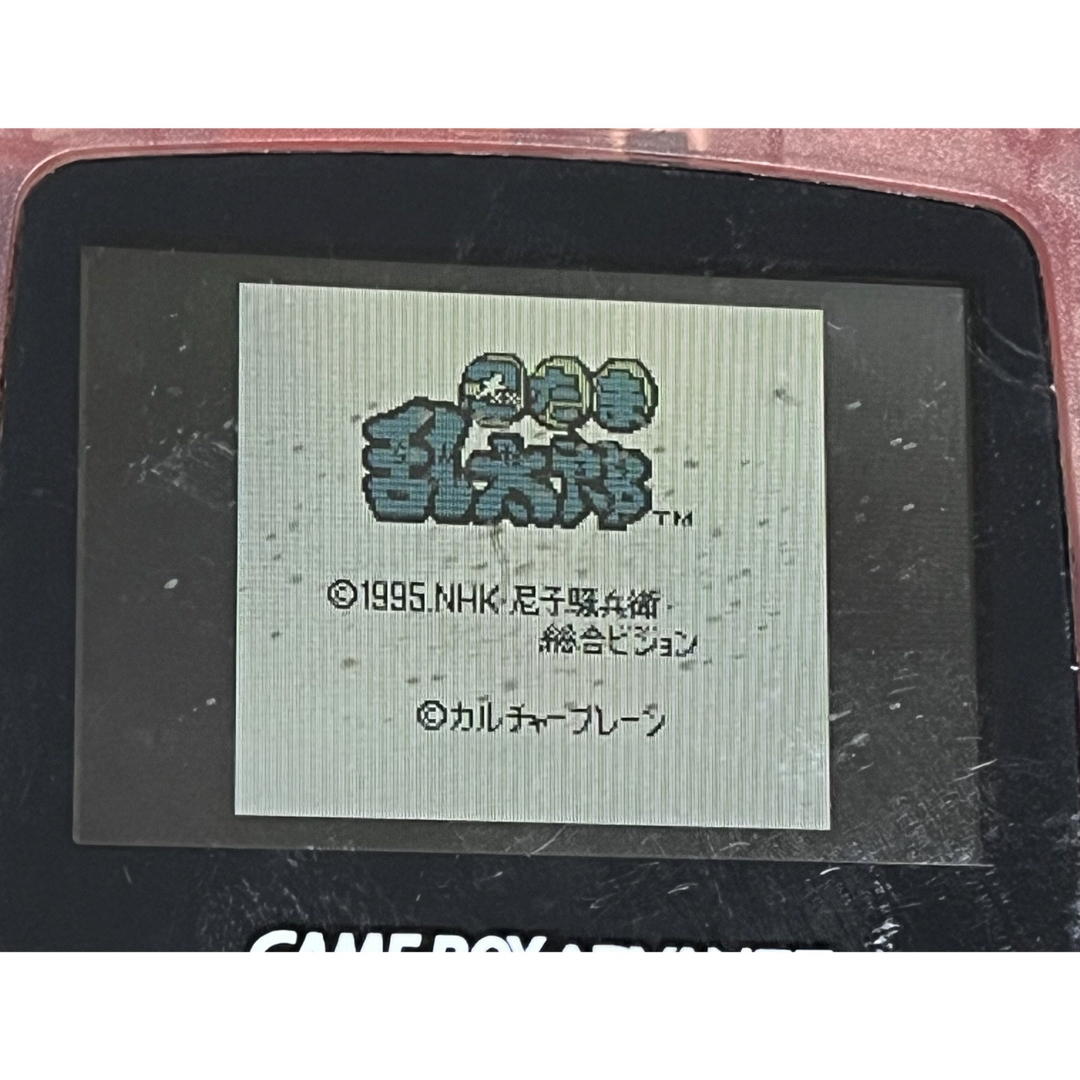 忍たま
乱太郎™
©1995.NHK・尼子騒兵衛・
総合ビジョン
©カルチャーブレーン
GAME BOY ADVANCE